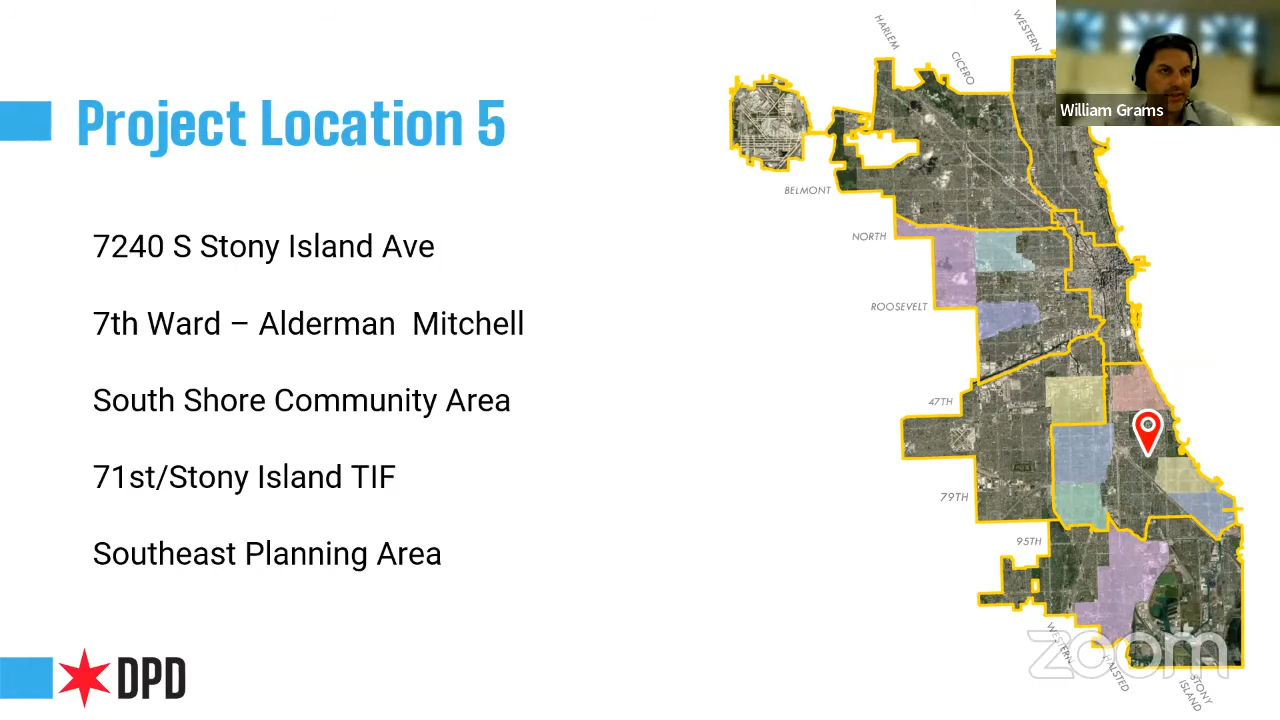 Project Location 5
7240 S Stony Island Ave
7th Ward – Alderman Mitchell
South Shore Community Area
71st/Stony Island TIF
Southeast Planning Area
DPD
HARLEM
CICERO
WESTERN
William Grams
BELMONT
NORTH
ROOSEVELT
47TH
79TH
95TH
WESTERN
HALSTED
STONY
ISLAND
zoom